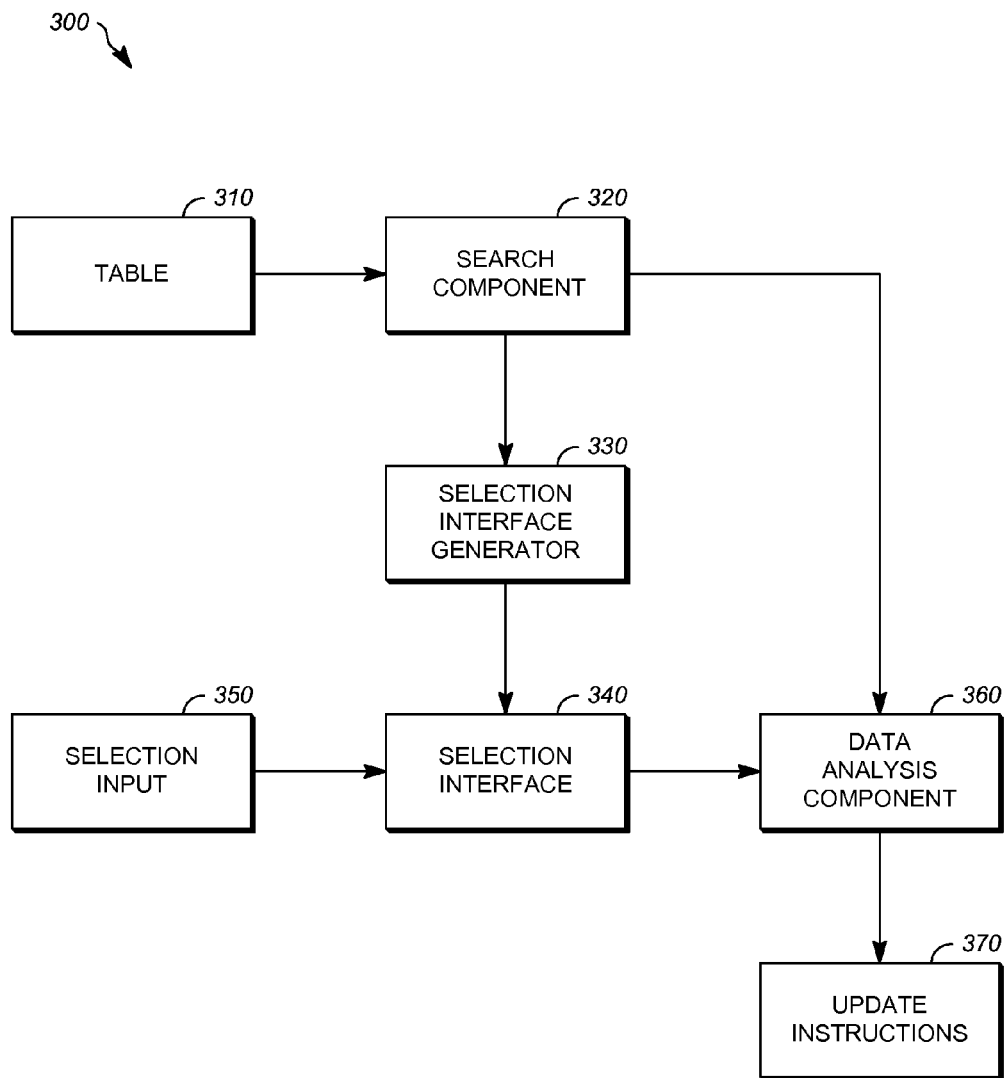 300
310
TABLE
320
SEARCH
COMPONENT
330
SELECTION
INTERFACE
GENERATOR
350
SELECTION
INPUT
340
SELECTION
INTERFACE
360
DATA
ANALYSIS
COMPONENT
370
UPDATE
INSTRUCTIONS